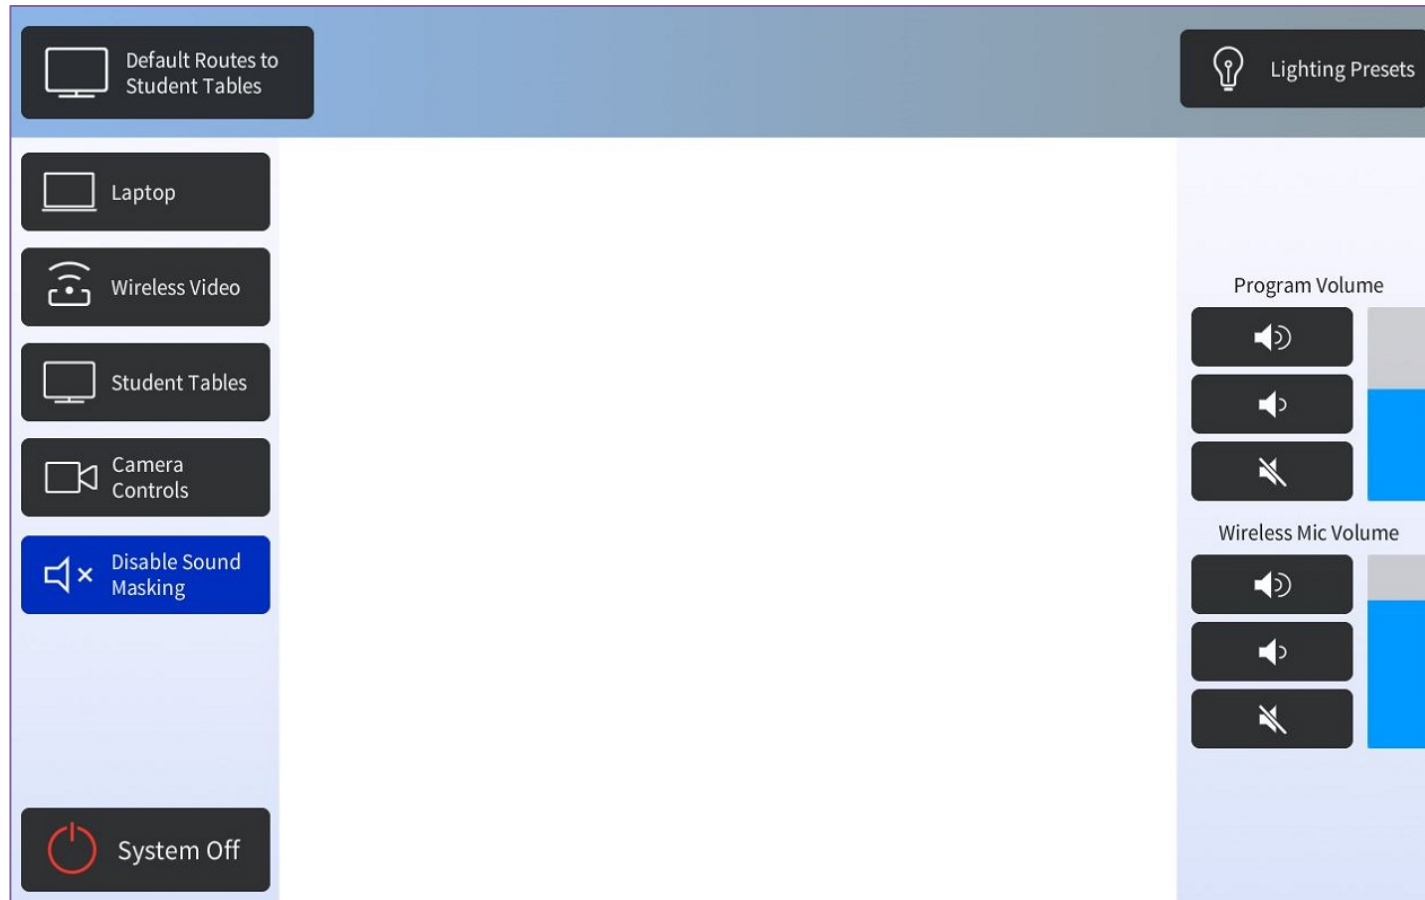 Default Routes to
Student Tables
Lighting Presets
Laptop
Wireless Video
Student Tables
Camera
Controls
Disable Sound
Masking
System Off
Program Volume
Wireless Mic Volume